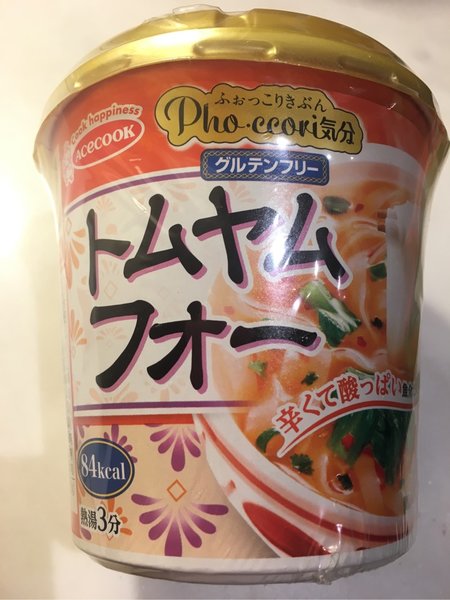 Cook happiness
ACECOOK
ふぉっこりきぶん
Pho·ccori気分
グルテンフリー
トムヤム
フォー
辛くて酸っぱい
84kcal
熱湯3分